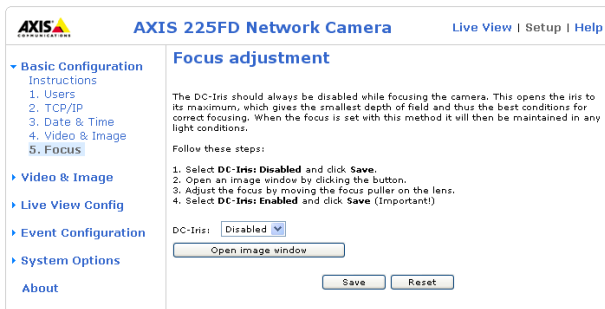 AXIS
COMMUNICATIONS
AXIS 225FD Network Camera
Live View | Setup | Help
Basic Configuration
Instructions
1. Users
2. TCP/IP
3. Date & Time
4. Video & Image
5. Focus
Video & Image
Live View Config
Event Configuration
System Options
About
Focus adjustment
The DC-Iris should always be disabled while focusing the camera. This opens the iris to
its maximum, which gives the smallest depth of field and thus the best conditions for
correct focusing. When the focus is set with this method it will then be maintained in any
light conditions.
Follow these steps:
1. Select DC-Iris: Disabled and click Save.
2. Open an image window by clicking the button.
3. Adjust the focus by moving the focus puller on the lens.
4. Select DC-Iris: Enabled and click Save (Important!)
DC-Iris: Disabled
Open image window
Save Reset